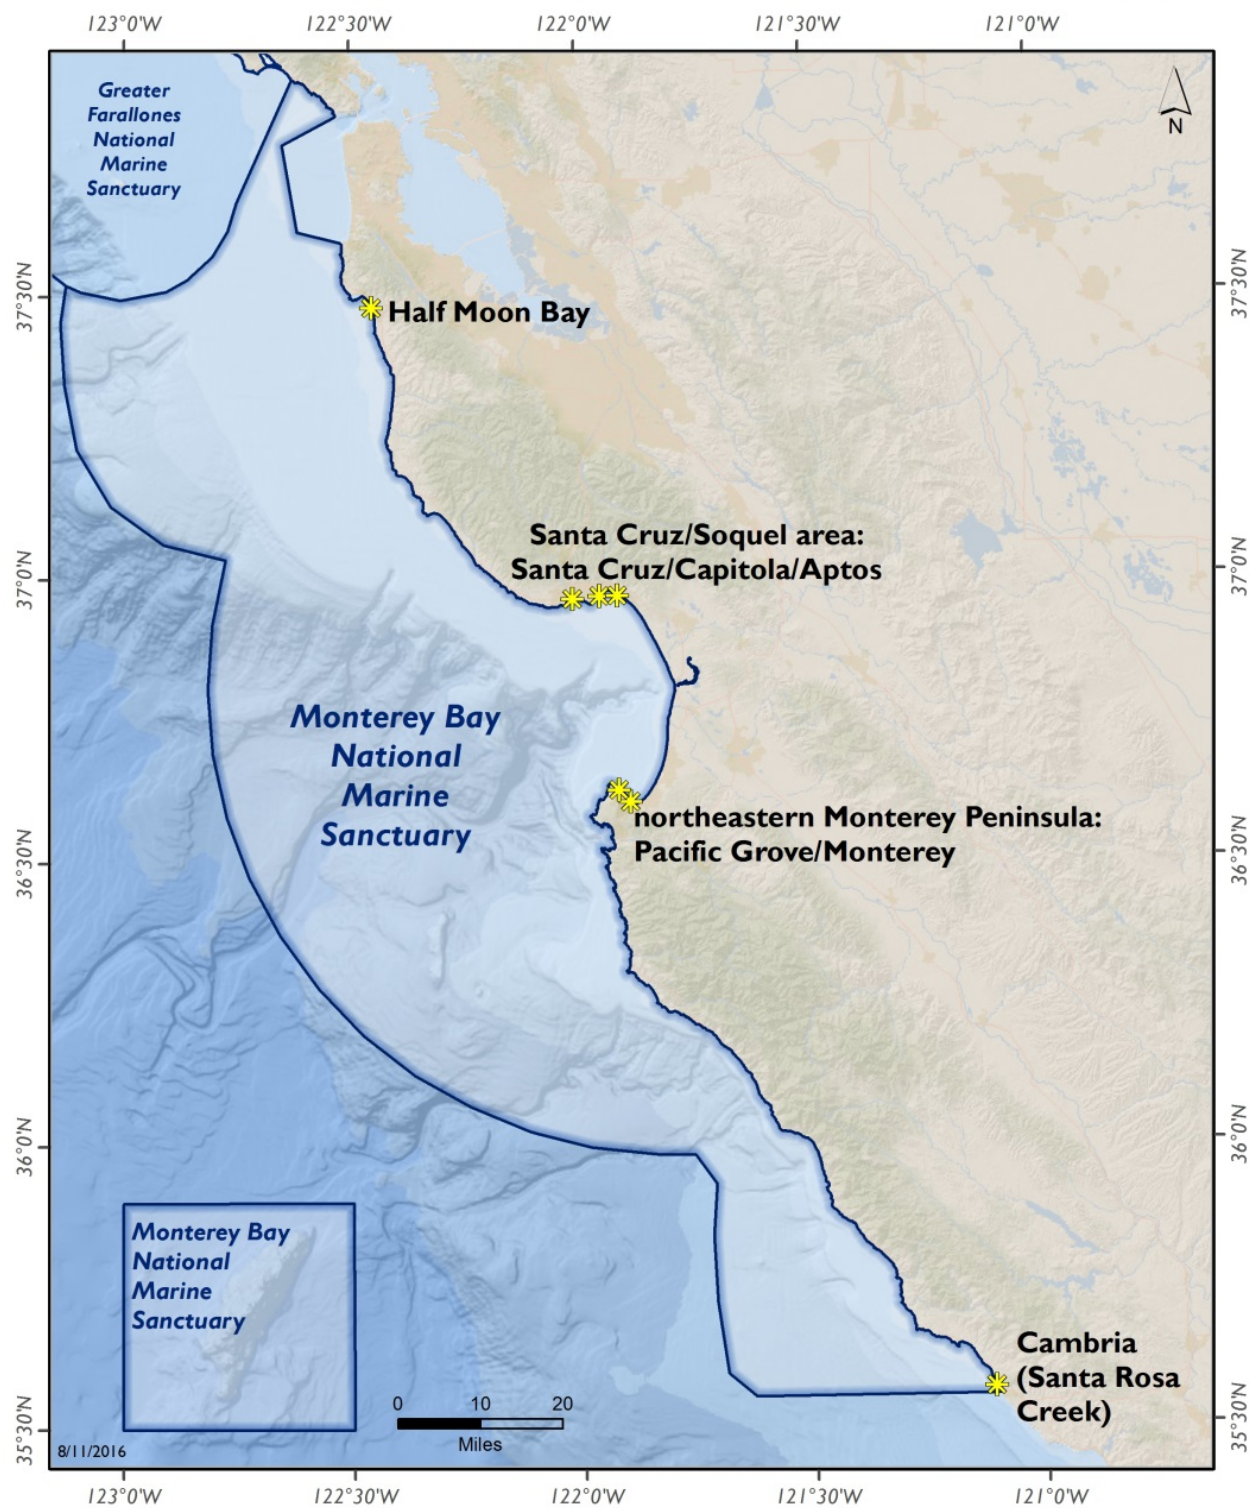 123°0'W
122°30'W
122°0'W
121°30'W
121°0'W
Greater
Farallones
National
Marine
Sanctuary
N
37°30'N
37°30'N
Half Moon Bay
Santa Cruz/Soquel area:
Santa Cruz/Capitola/Aptos
37°0'N
37°0'N
Monterey Bay
National
Marine
Sanctuary
northeastern Monterey Peninsula:
Pacific Grove/Monterey
36°30'N
36°30'N
36°0'N
36°0'N
Monterey Bay
National
Marine
Sanctuary
Cambria
(Santa Rosa
Creek)
0 10 20
Miles
35°30'N
35°30'N
8/11/2016
123°0'W
122°30'W
122°0'W
121°30'W
121°0'W